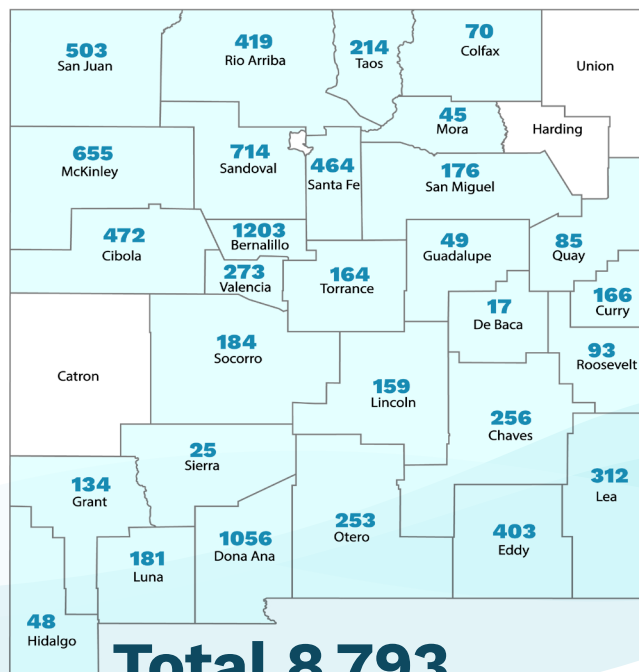 503
San Juan
419
Rio Arriba
214
Taos
70
Colfax
Union
45
Mora
Harding
655
McKinley
714
Sandoval
464
Santa Fe
176
San Miguel
472
Cibola
1203
Bernalillo
273
Valencia
164
Torrance
49
Guadalupe
85
Quay
166
Curry
17
De Baca
93
Roosevelt
184
Socorro
Catron
159
Lincoln
256
Chaves
25
Sierra
312
Lea
134
Grant
253
Otero
403
Eddy
1056
Dona Ana
181
Luna
48
Hidalgo
Total 8,793